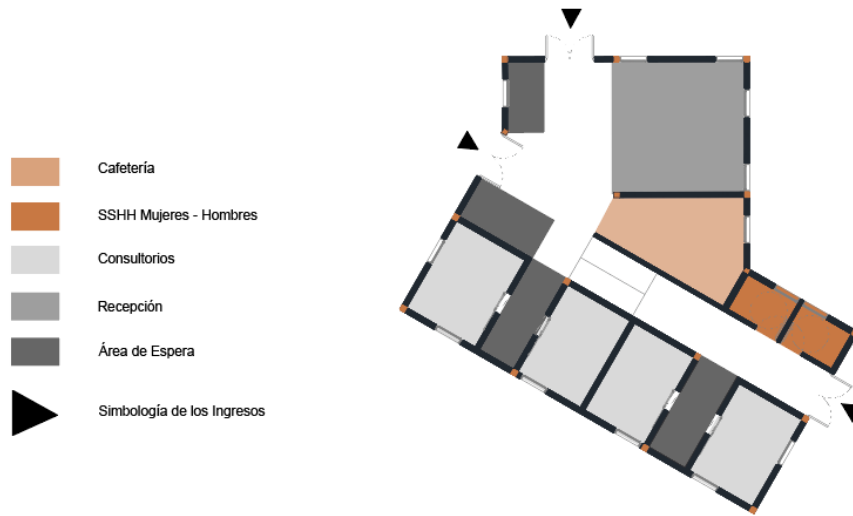 Cafetería
SSHH Mujeres - Hombres
Consultorios
Recepción
Área de Espera
Simbología de los Ingresos